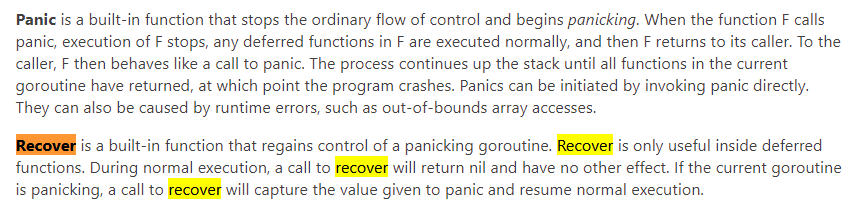 Panic is a built-in function that stops the ordinary flow of control and begins panicking. When the function F calls
panic, execution of F stops, any deferred functions in F are executed normally, and then F returns to its caller. To the
caller, F then behaves like a call to panic. The process continues up the stack until all functions in the current
goroutine have returned, at which point the program crashes. Panics can be initiated by invoking panic directly.
They can also be caused by runtime errors, such as out-of-bounds array accesses.
Recover is a built-in function that regains control of a panicking goroutine. Recover is only useful inside deferred
functions. During normal execution, a call to recover will return nil and have no other effect. If the current goroutine
is panicking, a call to recover will capture the value given to panic and resume normal execution.